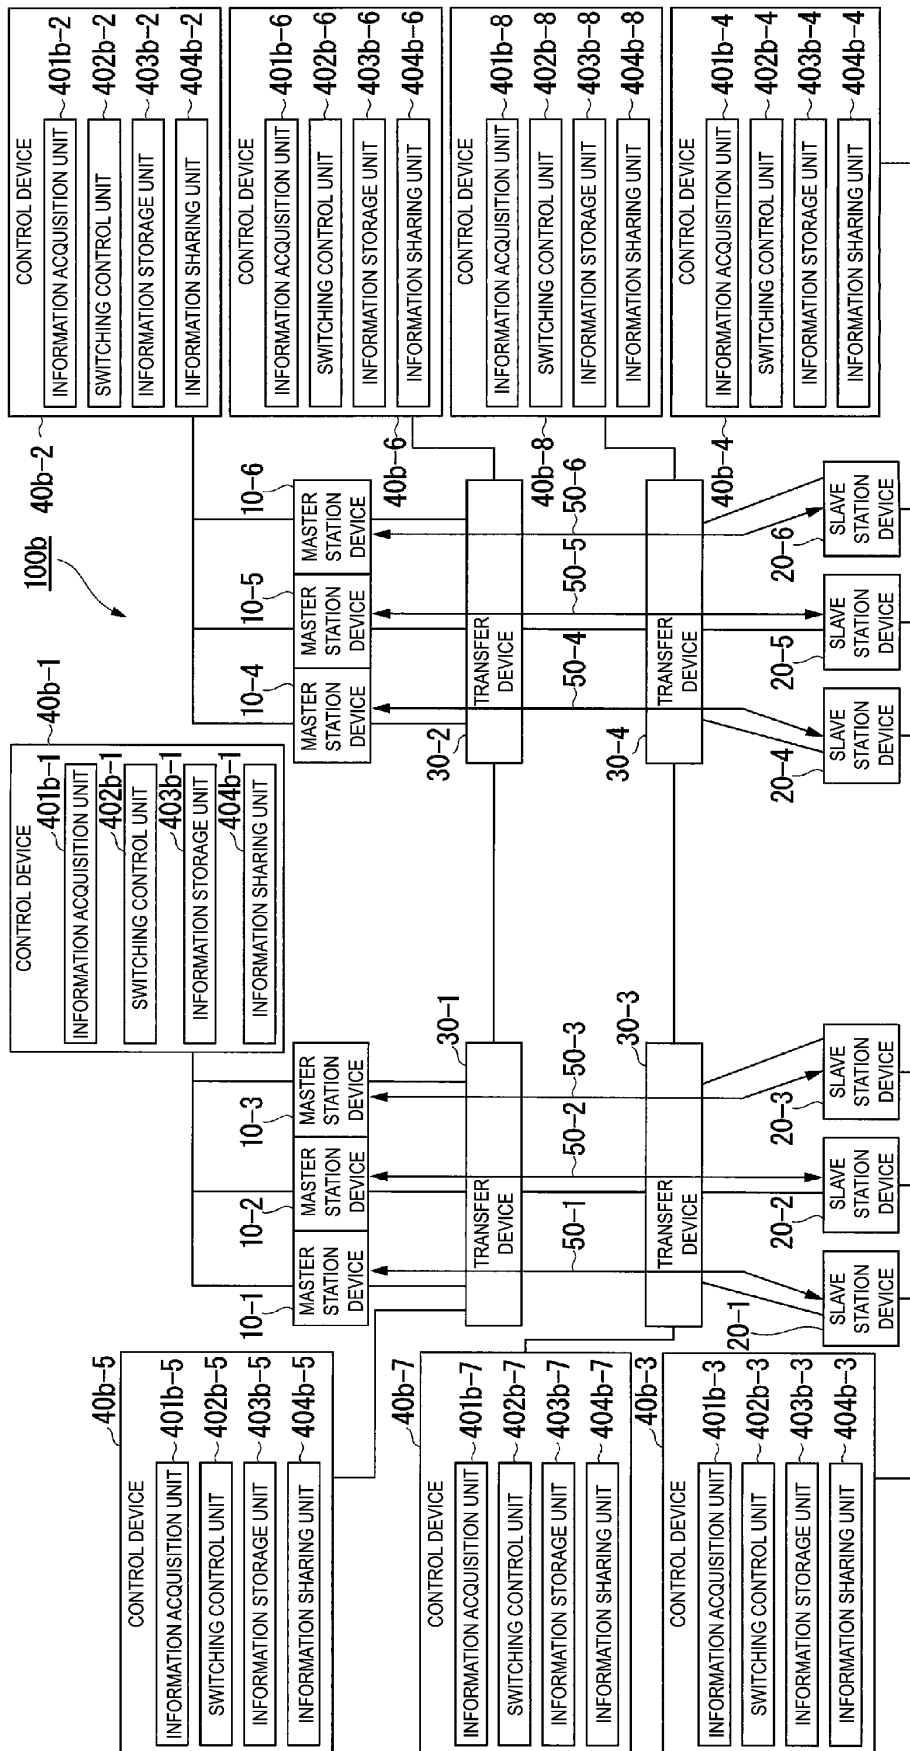 100b
40b-1
CONTROL DEVICE
INFORMATION ACQUISITION UNIT
401b-1
SWITCHING CONTROL UNIT
402b-1
INFORMATION STORAGE UNIT
403b-1
INFORMATION SHARING UNIT
404b-1
40b-2
CONTROL DEVICE
INFORMATION ACQUISITION UNIT
401b-2
SWITCHING CONTROL UNIT
402b-2
INFORMATION STORAGE UNIT
403b-2
INFORMATION SHARING UNIT
404b-2
40b-5
CONTROL DEVICE
INFORMATION ACQUISITION UNIT
401b-5
SWITCHING CONTROL UNIT
402b-5
INFORMATION STORAGE UNIT
403b-5
INFORMATION SHARING UNIT
404b-5
10-1
MASTER
STATION
DEVICE
10-2
MASTER
STATION
DEVICE
10-3
MASTER
STATION
DEVICE
10-4
MASTER
STATION
DEVICE
10-5
MASTER
STATION
DEVICE
10-6
MASTER
STATION
DEVICE
40b-6
CONTROL DEVICE
INFORMATION ACQUISITION UNIT
401b-6
SWITCHING CONTROL UNIT
402b-6
INFORMATION STORAGE UNIT
403b-6
INFORMATION SHARING UNIT
404b-6
TRANSFER
DEVICE
30-1
TRANSFER
DEVICE
30-2
40b-7
CONTROL DEVICE
INFORMATION ACQUISITION UNIT
401b-7
SWITCHING CONTROL UNIT
402b-7
INFORMATION STORAGE UNIT
403b-7
INFORMATION SHARING UNIT
404b-7
50-1
50-2
50-3
50-4
50-5
50-6
40b-8
CONTROL DEVICE
INFORMATION ACQUISITION UNIT
401b-8
SWITCHING CONTROL UNIT
402b-8
INFORMATION STORAGE UNIT
403b-8
INFORMATION SHARING UNIT
404b-8
TRANSFER
DEVICE
30-3
TRANSFER
DEVICE
30-4
40b-3
CONTROL DEVICE
INFORMATION ACQUISITION UNIT
401b-3
SWITCHING CONTROL UNIT
402b-3
INFORMATION STORAGE UNIT
403b-3
INFORMATION SHARING UNIT
404b-3
20-1
SLAVE
STATION
DEVICE
20-2
SLAVE
STATION
DEVICE
20-3
SLAVE
STATION
DEVICE
20-4
SLAVE
STATION
DEVICE
20-5
SLAVE
STATION
DEVICE
20-6
SLAVE
STATION
DEVICE
40b-4
CONTROL DEVICE
INFORMATION ACQUISITION UNIT
401b-4
SWITCHING CONTROL UNIT
402b-4
INFORMATION STORAGE UNIT
403b-4
INFORMATION SHARING UNIT
404b-4